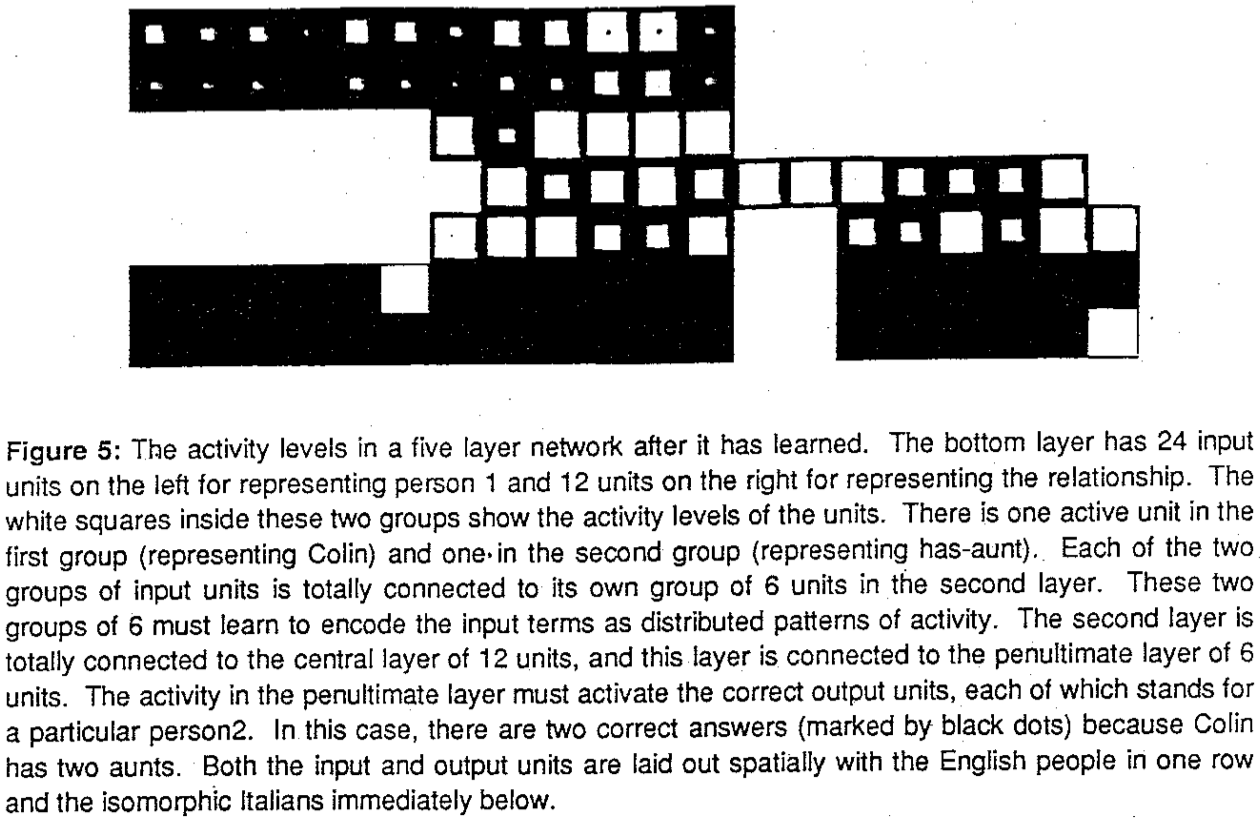 Figure 5: The activity levels in a five layer network after it has learned. The bottom layer has 24 input
units on the left for representing person 1 and 12 units on the right for representing the relationship. The
white squares inside these two groups show the activity levels of the units. There is one active unit in the
first group (representing Colin) and one in the second group (representing has-aunt). Each of the two
groups of input units is totally connected to its own group of 6 units in the second layer. These two
groups of 6 must learn to encode the input terms as distributed patterns of activity. The second layer is
totally connected to the central layer of 12 units, and this layer is connected to the penultimate layer of 6
units. The activity in the penultimate layer must activate the correct output units, each of which stands for
a particular person2. In this case, there are two correct answers (marked by black dots) because Colin
has two aunts. Both the input and output units are laid out spatially with the English people in one row
and the isomorphic Italians immediately below.